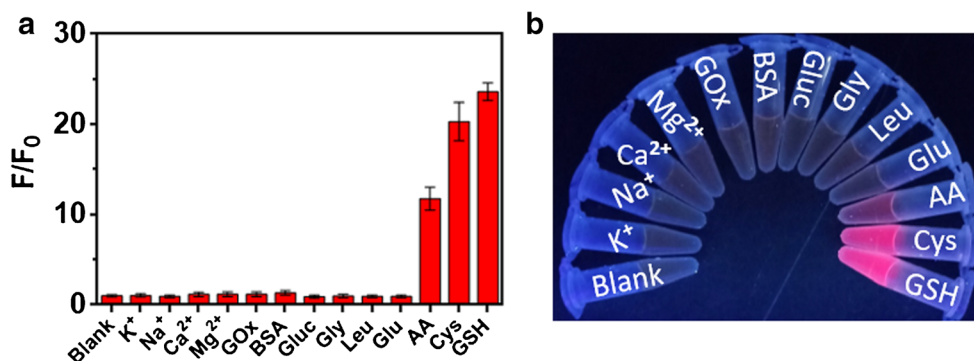 a
30
20
10
0
F/F₀
Blank
K⁺
Na⁺
Ca²⁺
Mg²⁺
GOx
BSA
Gluc
Gly
Leu
Glu
AA
Cys
GSH
b
Blank
K⁺
Na⁺
Ca²⁺
Mg²⁺
GOx
BSA
Gluc
Gly
Leu
Glu
AA
Cys
GSH